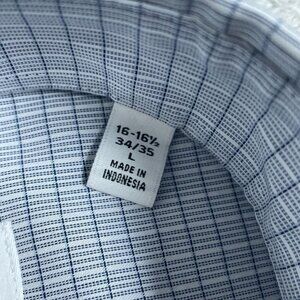 16-16½
34/35
L
MADE IN
INDONESIA